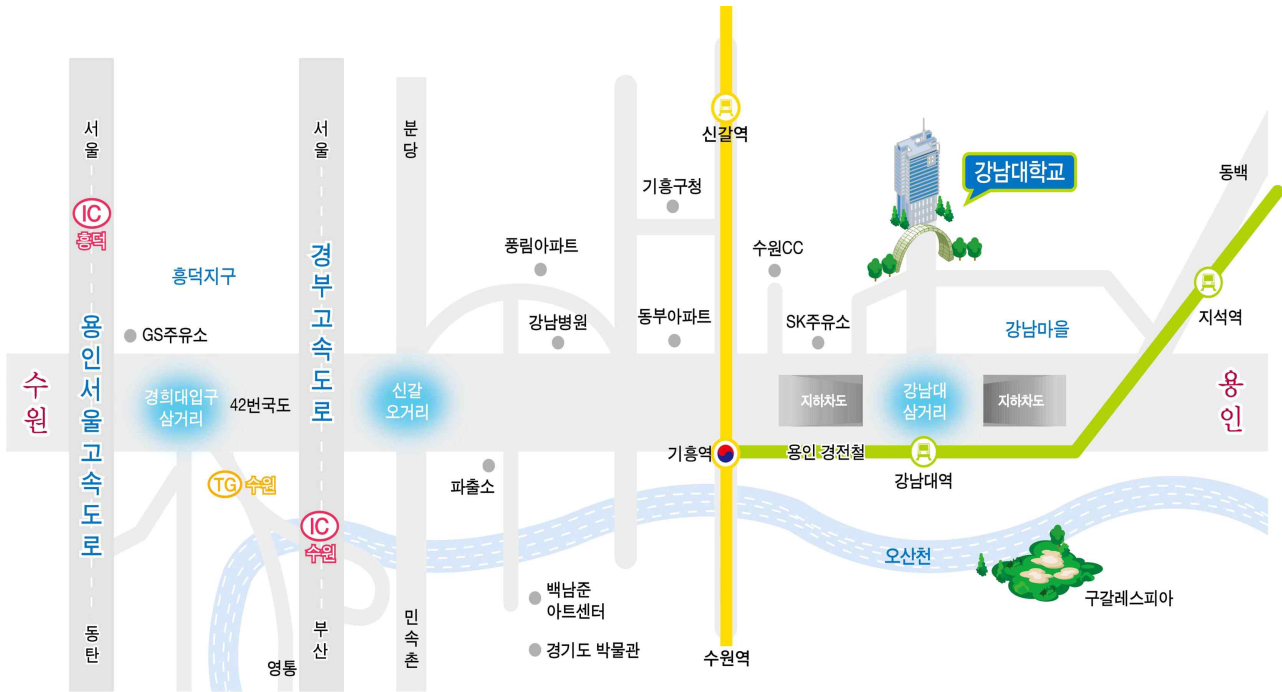 서울
서울
분당
신갈역
강남대학교
동백
기흥구청
IC
흥덕
풍림아파트
수원CC
흥덕지구
경부고속도로
강남병원
동부아파트
SK주유소
강남마을
지석역
GS주유소
용인서울고속도로
수원
경희대입구
삼거리
42번국도
신갈
오거리
지하차도
강남대
삼거리
지하차도
용인
기흥역
용인 경전철
강남대역
TG 수원
파출소
IC
수원
오산천
백남준
아트센터
구갈레스피아
동탄
영통
부산
민속촌
경기도 박물관
수원역